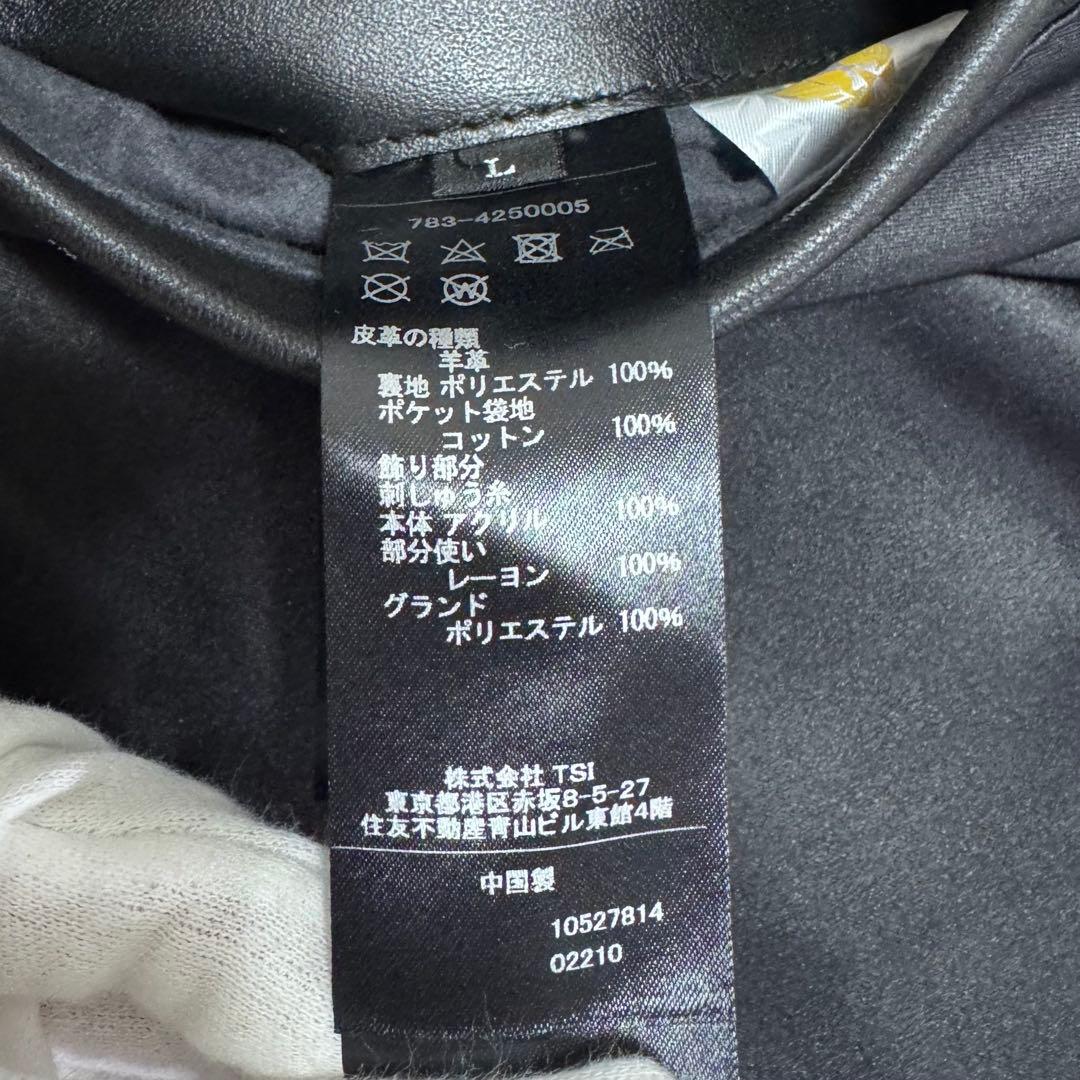 L
783-4250005
皮革の種類
羊革
裏地 ポリエステル 100%
ポケット袋地
コットン 100%
飾り部分
刺しゅう糸
本体 アクリル 100%
部分使い
レーヨン 100%
グランド
ポリエステル 100%
株式会社 TSI
東京都港区赤坂8-5-27
住友不動産青山ビル東館4階
中国製
10527814
02210